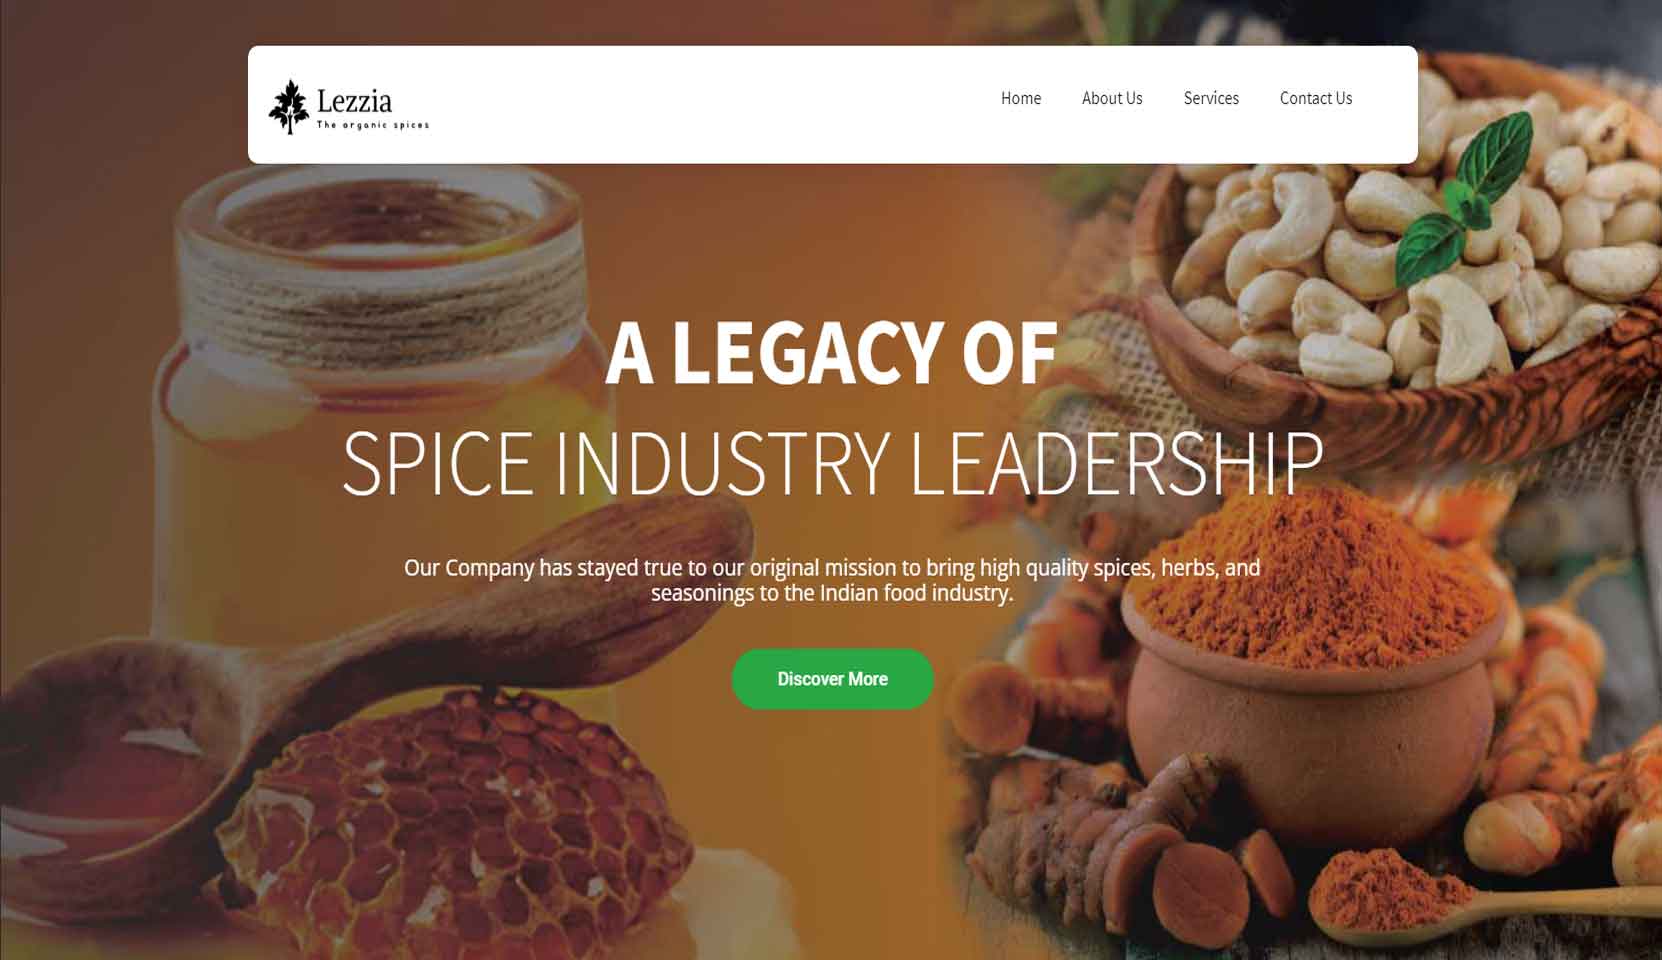 Lezzia
The organic spices
Home
About Us
Services
Contact Us
A LEGACY OF
SPICE INDUSTRY LEADERSHIP
Our Company has stayed true to our original mission to bring high quality spices, herbs, and
seasonings to the Indian food industry.
Discover More